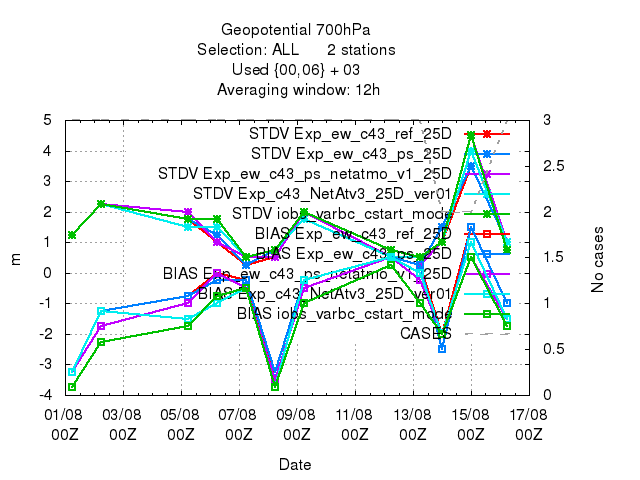 Geopotential 700hPa
Selection: ALL 2 stations
Used {00,06} + 03
Averaging window: 12h
5 3
STDV Exp_ew_c43_ref_25D
STDV Exp_ew_c43_ps_25D
4
2.5
STDV Exp_ew_c43_ps_netatmo_v1_25D
3
STDV Exp_c43_NetAtv3_25D_ver01
2 2
STDV iobs_varbc_cstart_mode
BIAS Exp_ew_c43_ref_25D
1
BIAS Exp_ew_c43_ps_25D
1.5
0
BIAS Exp_ew_c43_ps_netatmo_v1_25D
BIAS Exp_c43_NetAtv3_25D_ver01
-1 1
BIAS iobs_varbc_cstart_mode
CASES
-2
0.5
-3
-4 0
m
No cases
01/08 03/08 05/08 07/08 09/08 11/08 13/08 15/08 17/08
00Z 00Z 00Z 00Z 00Z 00Z 00Z 00Z 00Z
Date